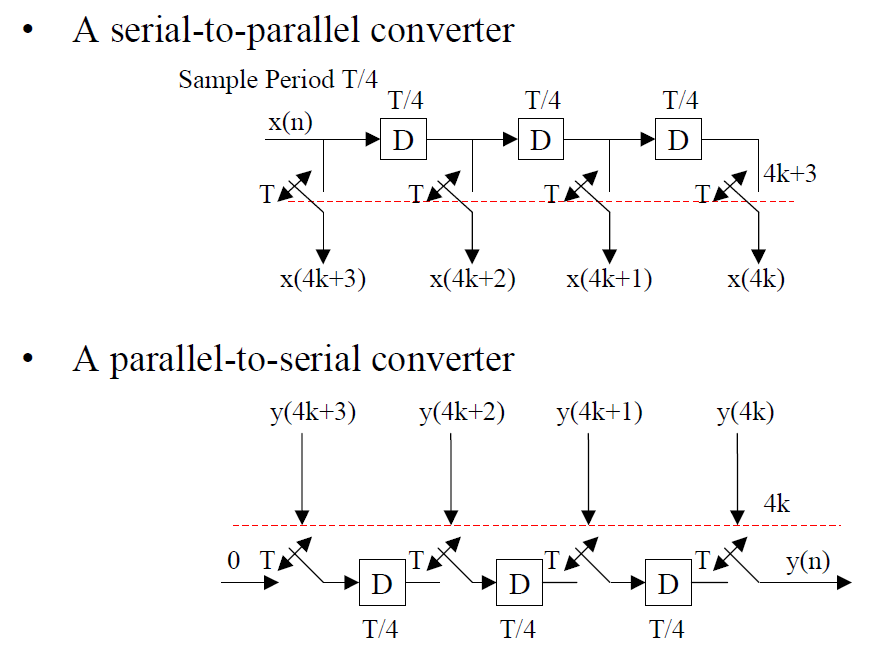 • A serial-to-parallel converter
Sample Period T/4
T/4 T/4 T/4
x(n)
D D D
4k+3
T T T T
x(4k+3) x(4k+2) x(4k+1) x(4k)
• A parallel-to-serial converter
y(4k+3) y(4k+2) y(4k+1) y(4k)
4k
0 T T T T y(n)
D D D
T/4 T/4 T/4